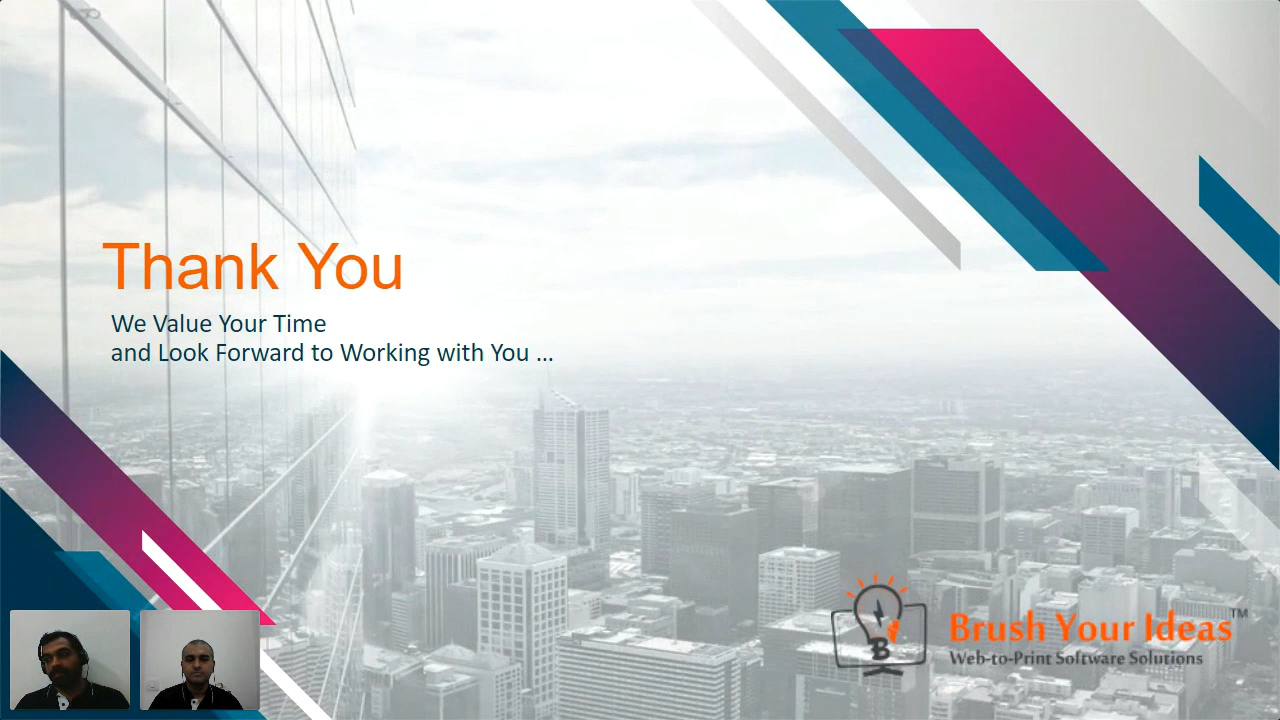 Thank You
We Value Your Time
and Look Forward to Working with You ...
B
Brush Your Ideas™
Web-to-Print Software Solutions